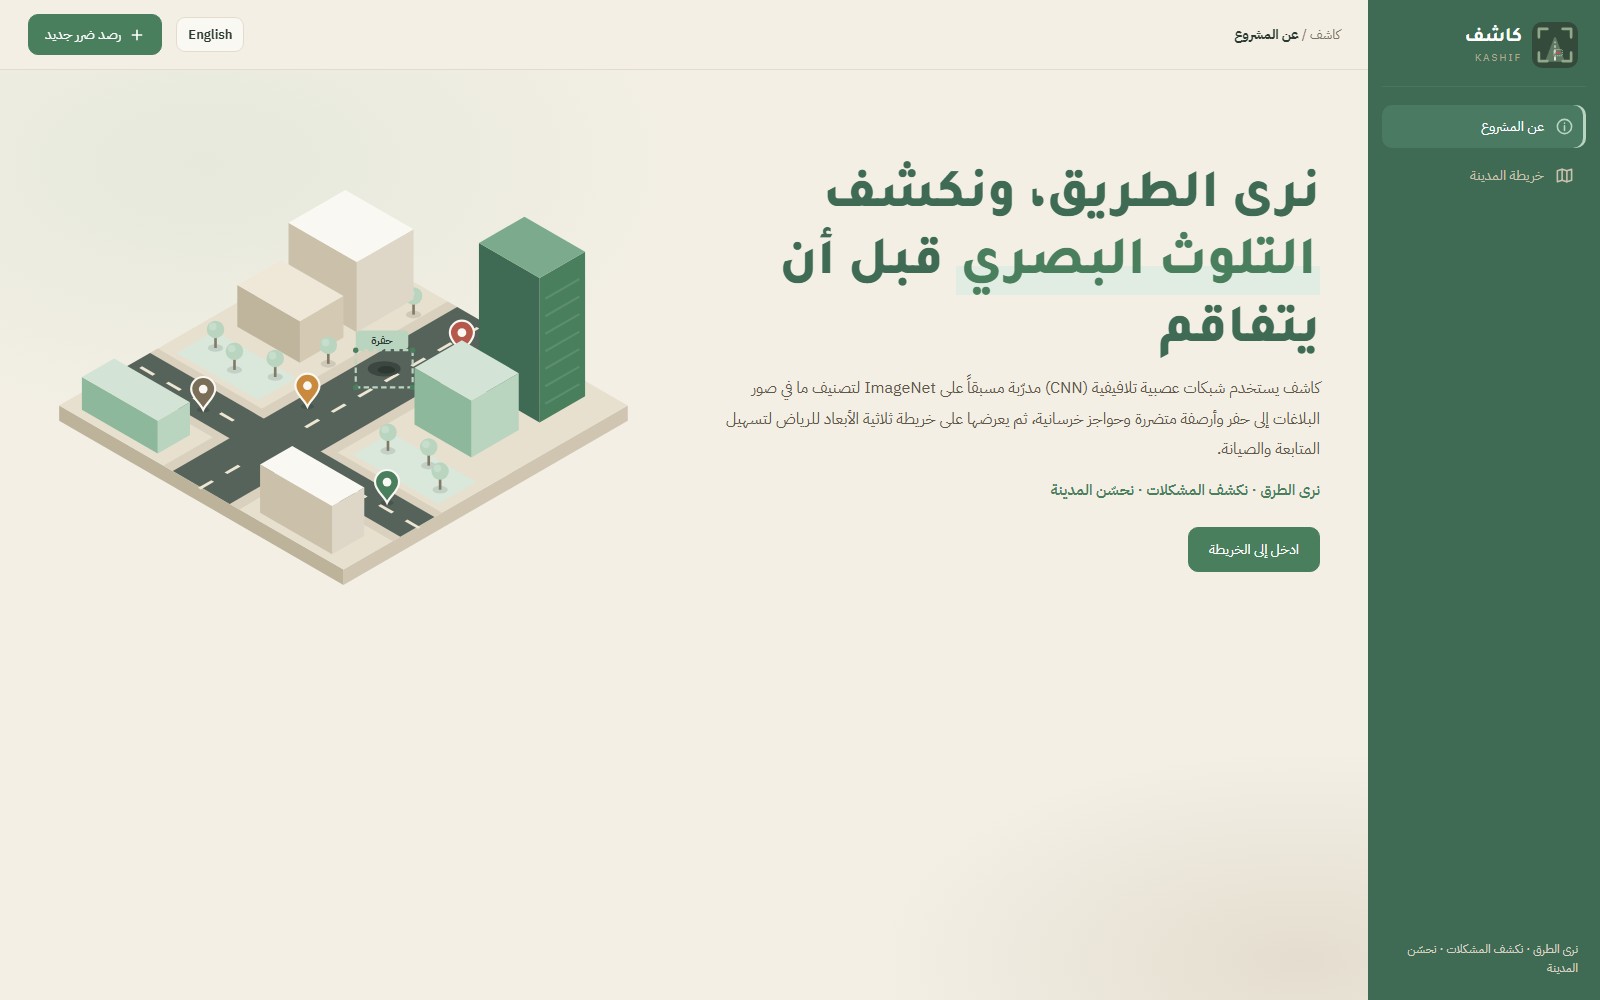 كاشف
KASHIF
عن المشروع
خريطة المدينة
نرى الطرق · نكشف المشكلات · نحسّن
المدينة
كاشف / عن المشروع
English
رصد ضرر جديد
نرى الطريق، ونكشف
التلوث البصري قبل أن
يتفاقم
كاشف يستخدم شبكات عصبية تلافيفية (CNN) مدرّبة مسبقاً على ImageNet لتصنيف ما في صور
البلاغات إلى حفر وأرصفة متضررة وحواجز خرسانية، ثم يعرضها على خريطة ثلاثية الأبعاد للرياض لتسهيل
المتابعة والصيانة.
نرى الطرق · نكشف المشكلات · نحسّن المدينة
ادخل إلى الخريطة
حفرة